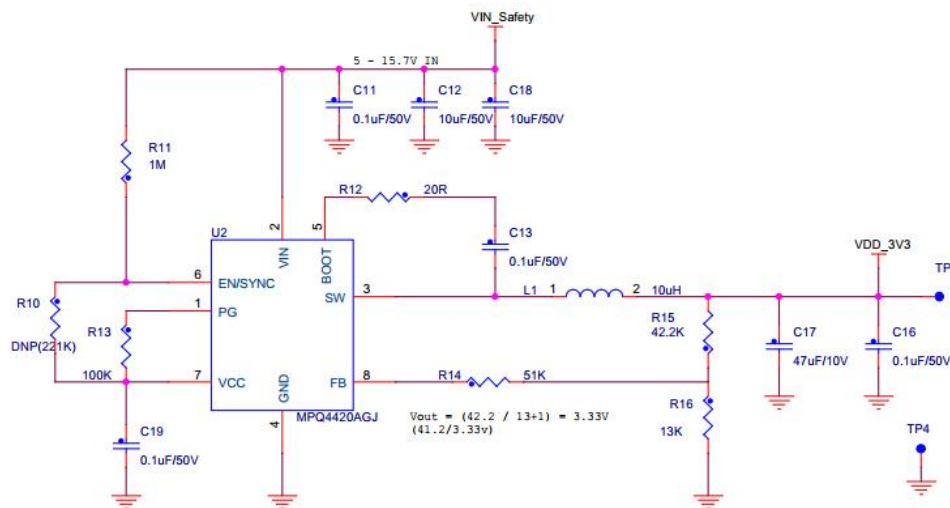 VIN_Safety
5 - 15.7V IN
C11
0.1uF/50V
C12
10uF/50V
C18
10uF/50V
R11
1M
R12
20R
C13
0.1uF/50V
U2
2
VIN
5
BOOT
6
EN/SYNC
1
PG
7
VCC
GND
4
SW
3
FB
8
MPQ4420AGJ
R10
DNP(221K)
R13
100K
C19
0.1uF/50V
L1
1
2
10uH
VDD_3V3
TP
R15
42.2K
C17
47uF/10V
C16
0.1uF/50V
R14
51K
R16
13K
Vout = (42.2 / 13+1) = 3.33V
(41.2/3.33v)
TP4